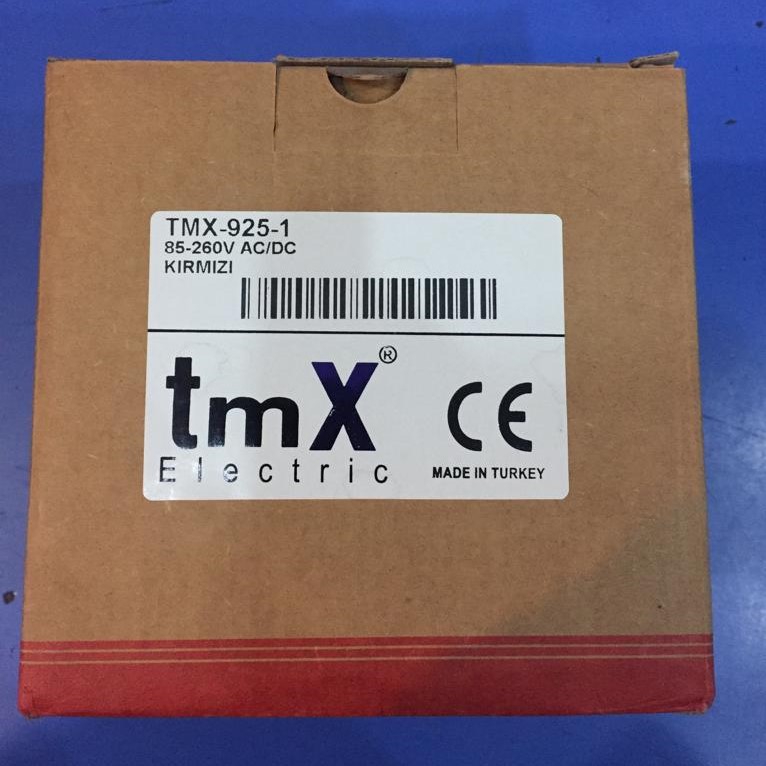 TMX-925-1
85-260V AC/DC
KIRMIZI
tmX®
Electric
CE
MADE IN TURKEY